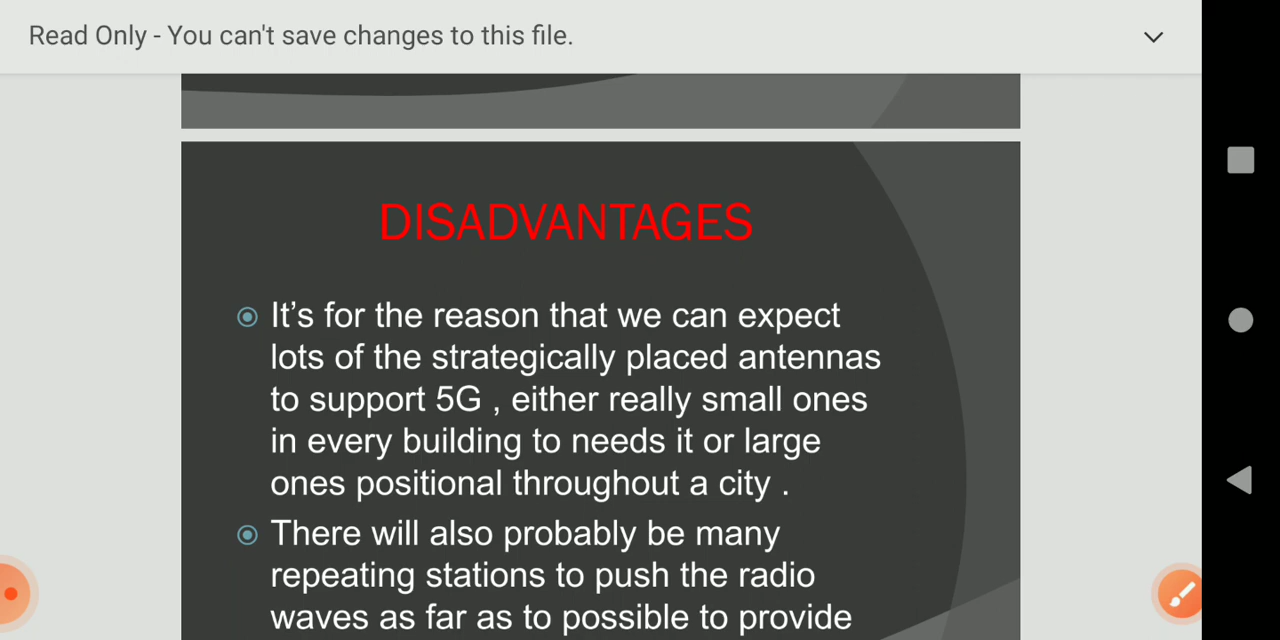 Read Only - You can't save changes to this file.
DISADVANTAGES
It’s for the reason that we can expect
lots of the strategically placed antennas
to support 5G , either really small ones
in every building to needs it or large
ones positional throughout a city .
There will also probably be many
repeating stations to push the radio
waves as far as to possible to provide